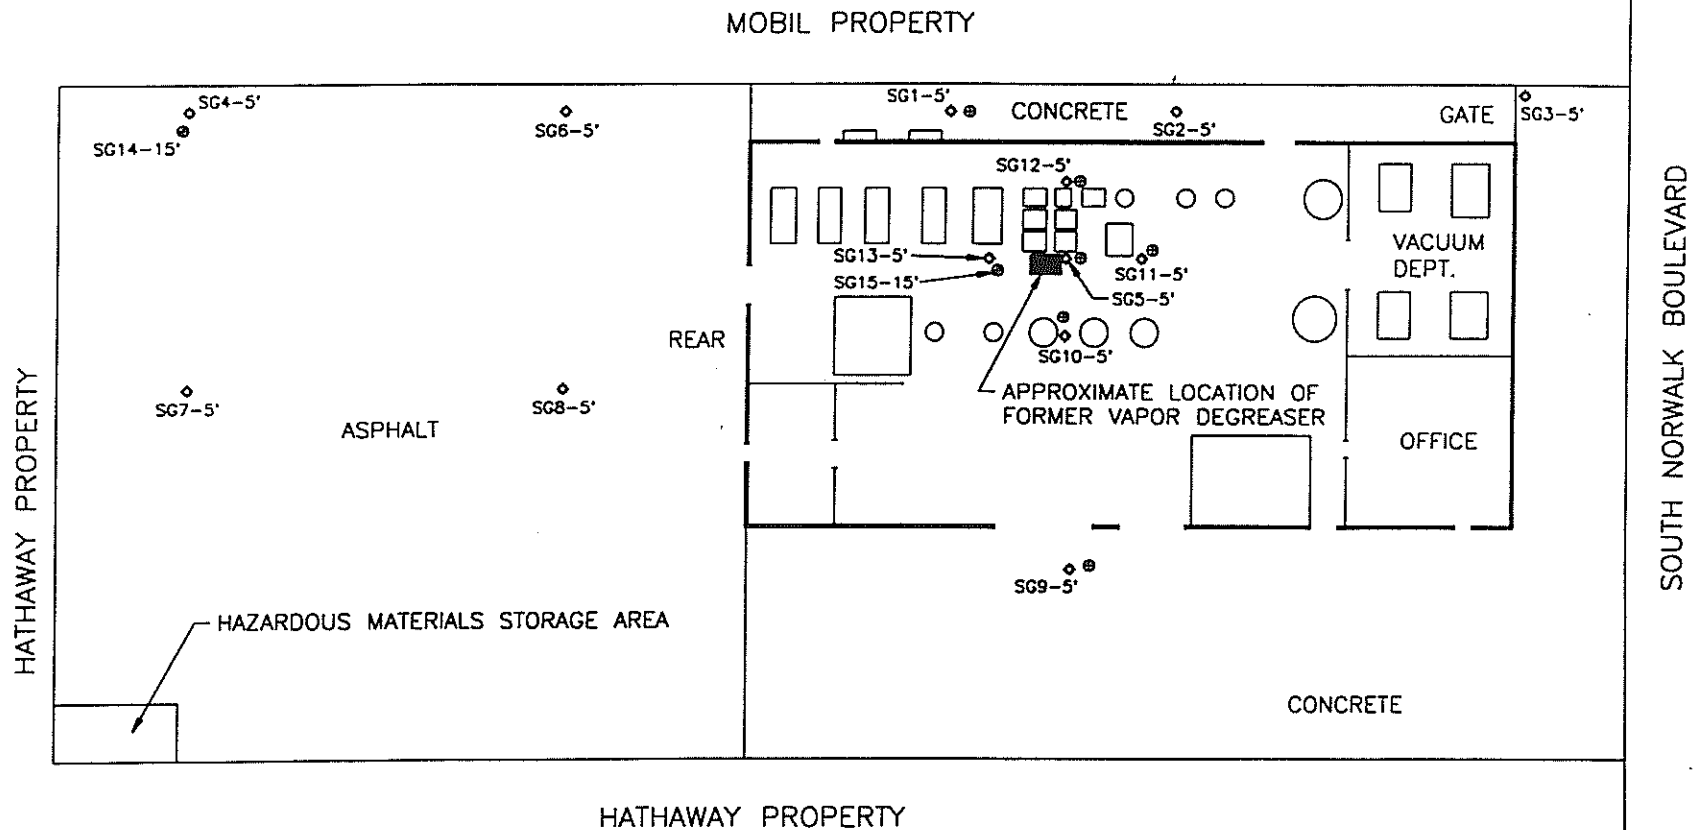 MOBIL PROPERTY
SG4-5'
SG14-15'
SG6-5'
SG1-5'
CONCRETE
SG2-5'
GATE
SG3-5'
SG12-5'
SG13-5'
SG15-15'
SG11-5'
SG5-5'
VACUUM
DEPT.
REAR
SG10-5'
APPROXIMATE LOCATION OF
FORMER VAPOR DEGREASER
SG7-5'
SG8-5'
ASPHALT
OFFICE
SG9-5'
HAZARDOUS MATERIALS STORAGE AREA
CONCRETE
HATHAWAY PROPERTY
HATHAWAY PROPERTY
SOUTH NORWALK BOULEVARD